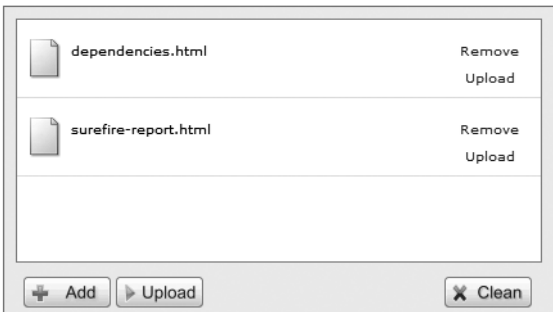 dependencies.html Remove
Upload
surefire-report.html Remove
Upload
Add Upload Clean